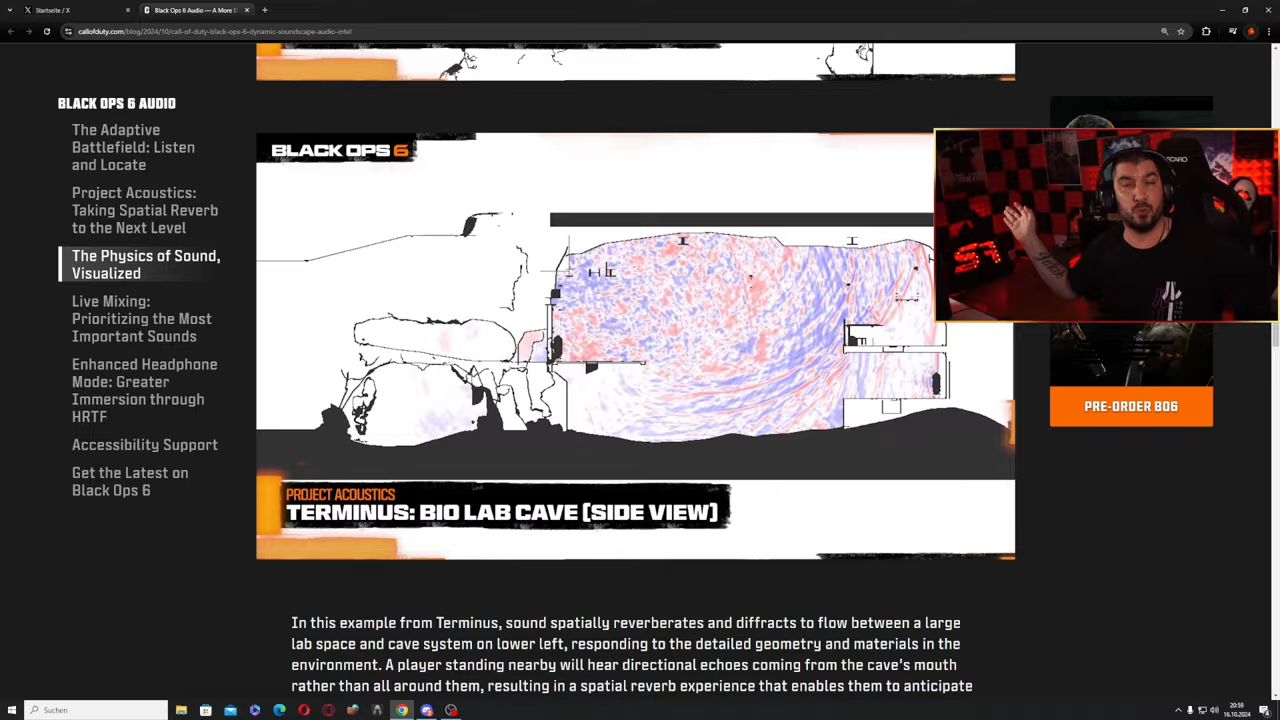 Startseite / X
Black Ops 6 Audio — A More D
callofduty.com/blog/2024/10/call-of-duty-black-ops-6-dynamic-soundscape-audio-intel
BLACK OPS 6 AUDIO
The Adaptive
Battlefield: Listen
and Locate
Project Acoustics:
Taking Spatial Reverb
to the Next Level
The Physics of Sound,
Visualized
Live Mixing:
Prioritizing the Most
Important Sounds
Enhanced Headphone
Mode: Greater
Immersion through
HRTF
Accessibility Support
Get the Latest on
Black Ops 6
BLACK OPS 6
PROJECT ACOUSTICS
TERMINUS: BIO LAB CAVE (SIDE VIEW)
In this example from Terminus, sound spatially reverberates and diffracts to flow between a large
lab space and cave system on lower left, responding to the detailed geometry and materials in the
environment. A player standing nearby will hear directional echoes coming from the cave's mouth
rather than all around them, resulting in a spatial reverb experience that enables them to anticipate
PRE-ORDER BO6
Suchen
20:59
16.10.2024